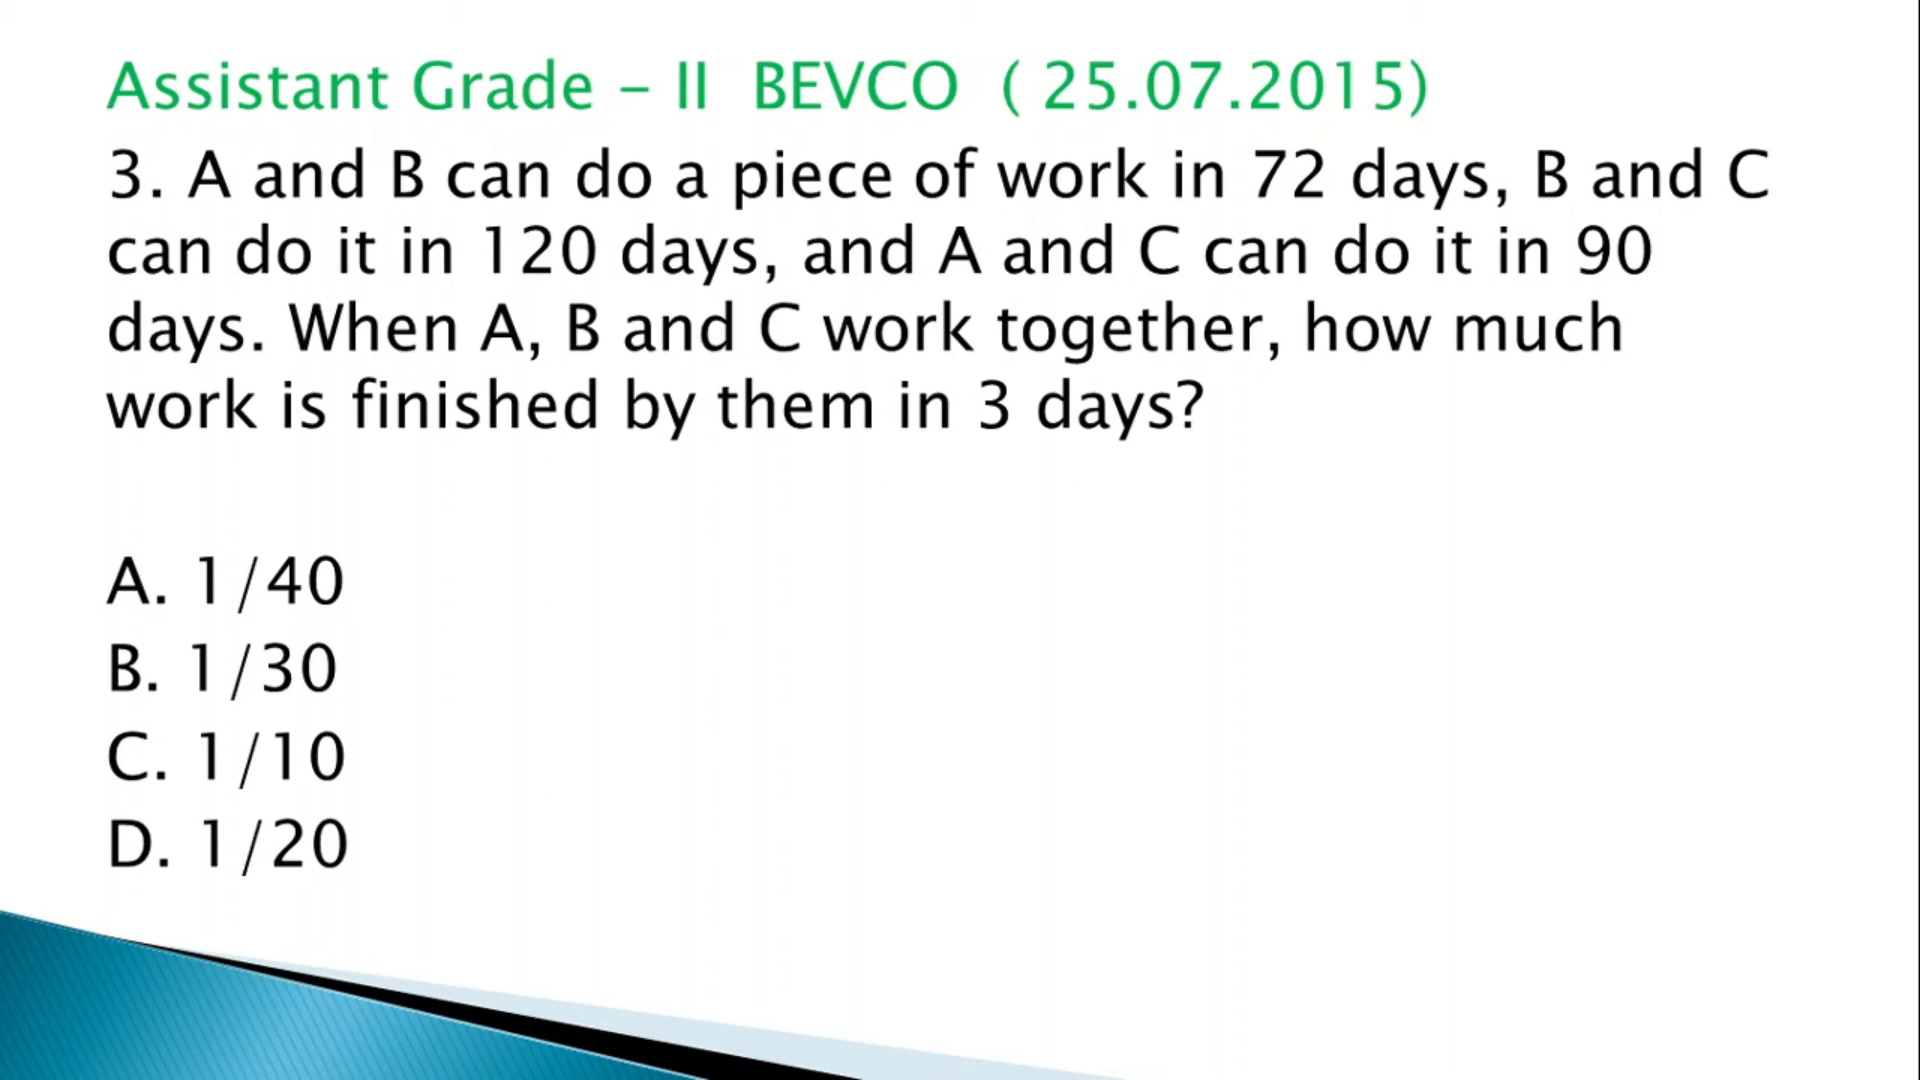 Assistant Grade – II BEVCO ( 25.07.2015)
3. A and B can do a piece of work in 72 days, B and C
can do it in 120 days, and A and C can do it in 90
days. When A, B and C work together, how much
work is finished by them in 3 days?
A. 1/40
B. 1/30
C. 1/10
D. 1/20